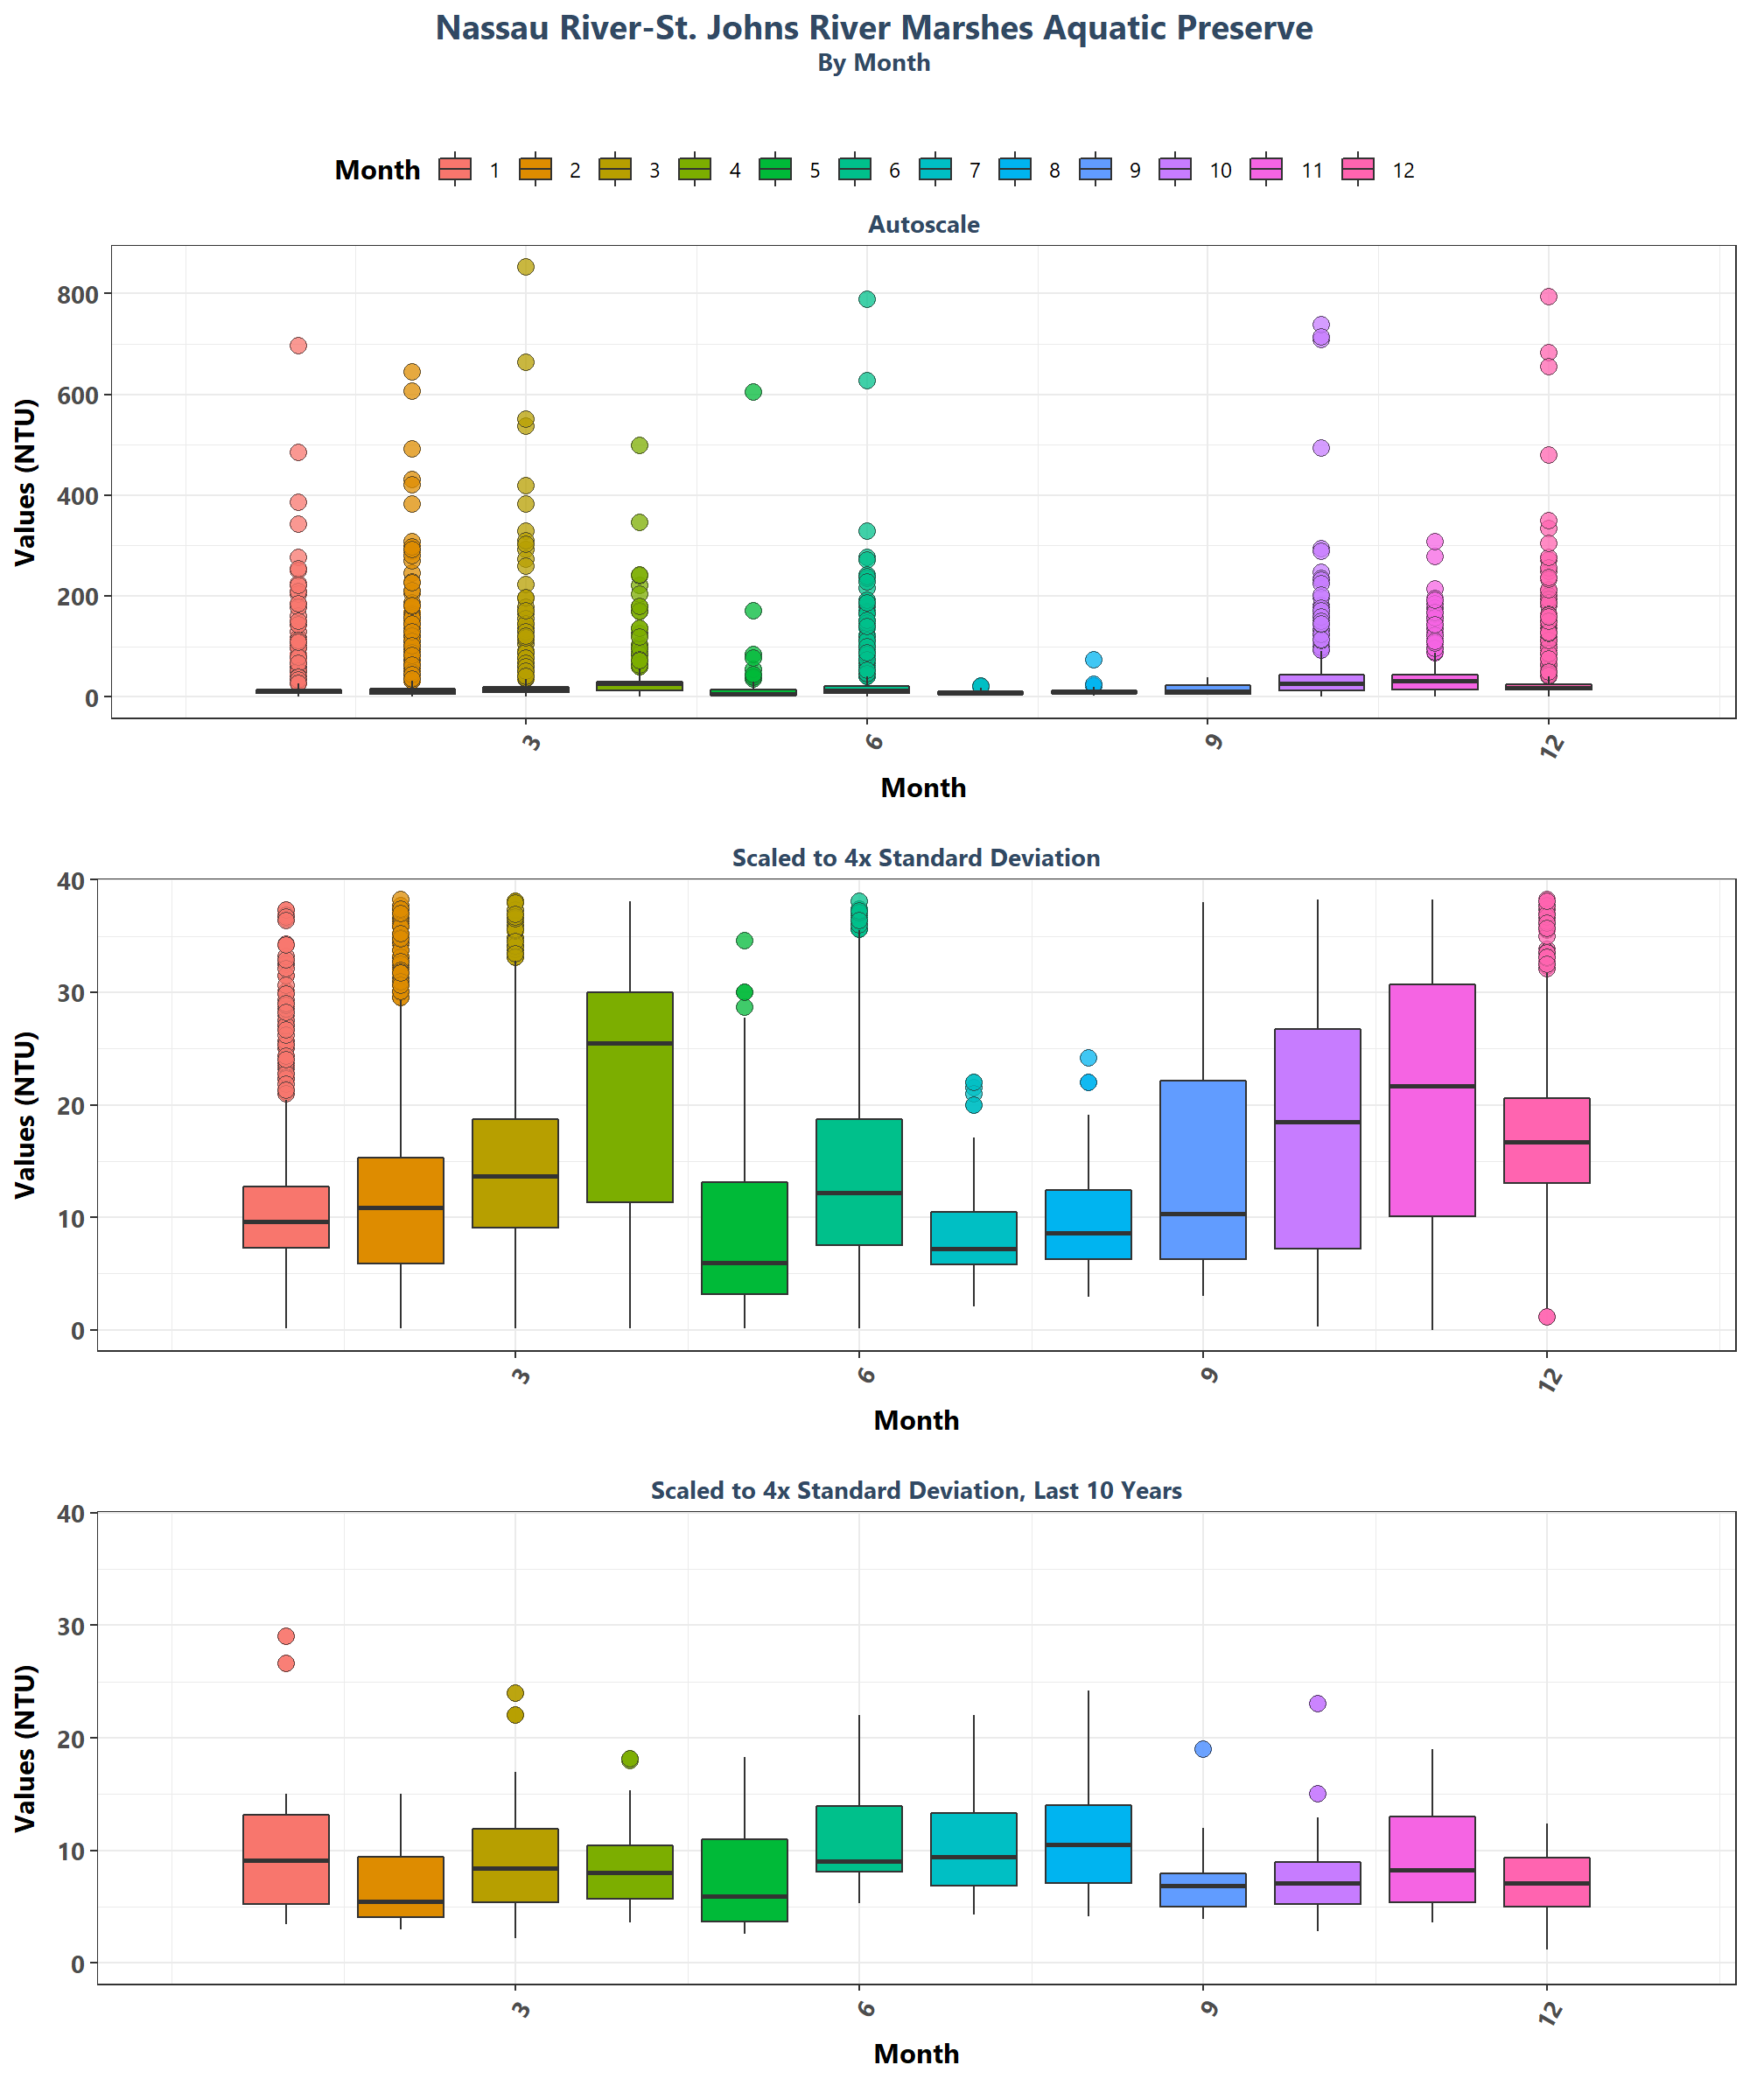 Nassau River-St. Johns River Marshes Aquatic Preserve
By Month
Month 1 2 3 4 5 6 7 8 9 10 11 12
Autoscale
Values (NTU)
800
600
400
200
0
3 6 9 12
Month
Scaled to 4x Standard Deviation
Values (NTU)
40
30
20
10
0
3 6 9 12
Month
Scaled to 4x Standard Deviation, Last 10 Years
Values (NTU)
40
30
20
10
0
3 6 9 12
Month